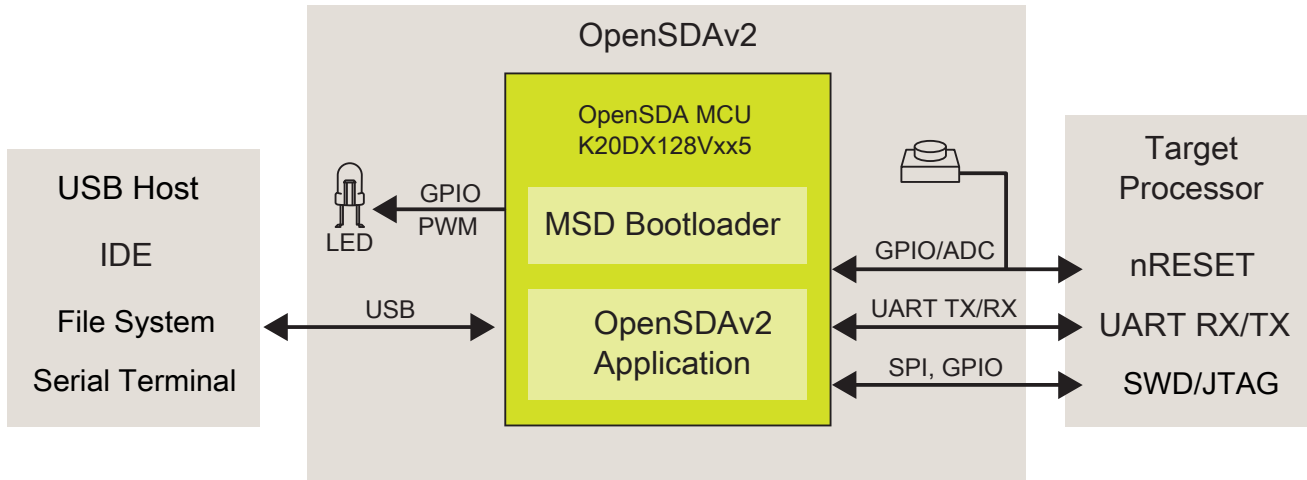 OpenSDAv2
OpenSDA MCU
K20DX128Vxx5
MSD Bootloader
OpenSDAv2
Application
USB Host
IDE
File System
Serial Terminal
LED
GPIO
PWM
USB
GPIO/ADC
UART TX/RX
SPI, GPIO
Target
Processor
nRESET
UART RX/TX
SWD/JTAG